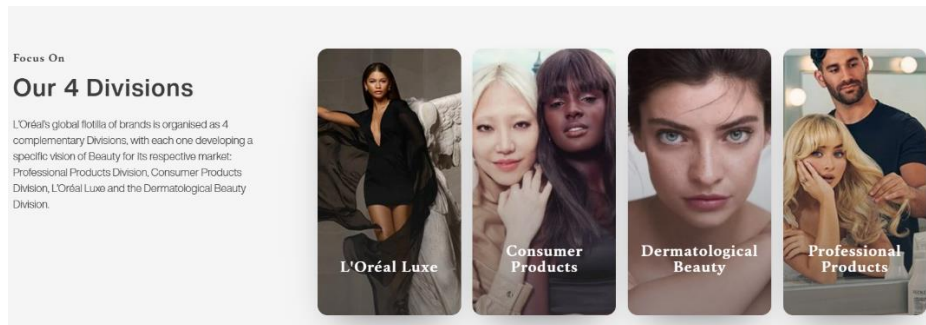 Focus On
Our 4 Divisions
L'Oréal's global flotilla of brands is organised as 4
complementary Divisions, with each one developing a
specific vision of Beauty for its respective market:
Professional Products Division, Consumer Products
Division, L'Oréal Luxe and the Dermatological Beauty
Division.
L'Oréal Luxe
Consumer
Products
Dermatological
Beauty
Professional
Products